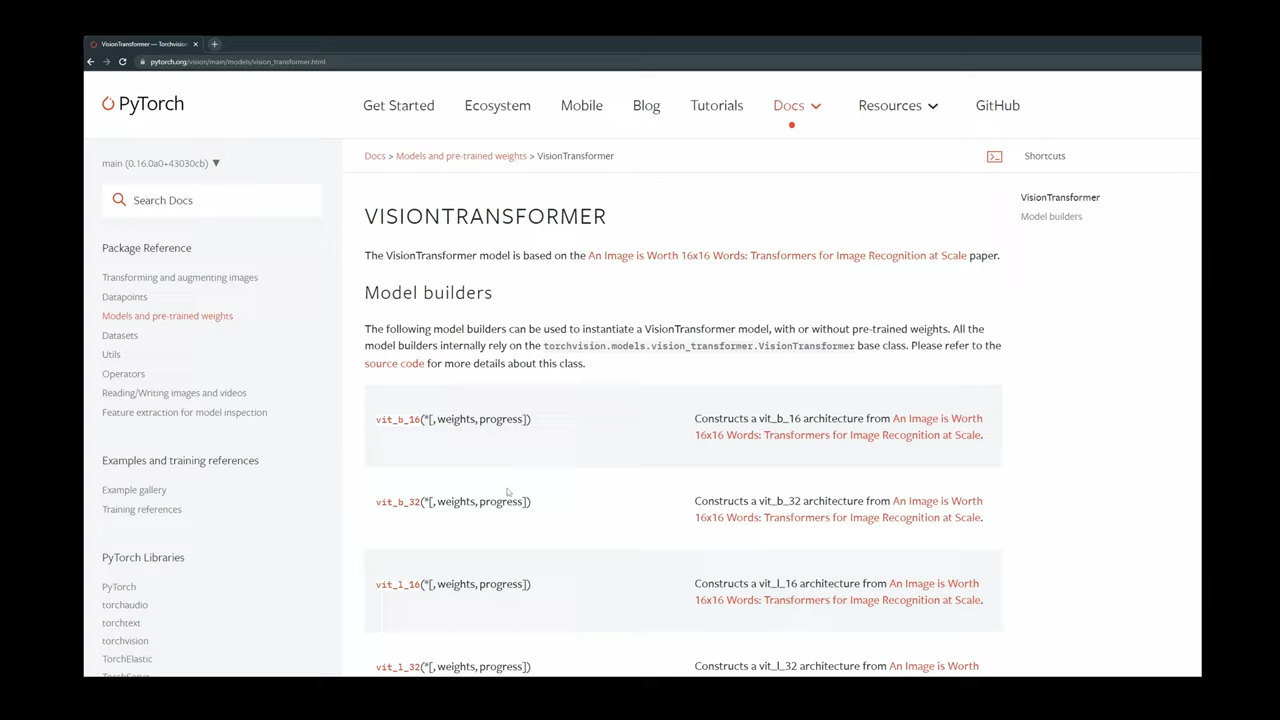 VisionTransformer — Torchvision
pytorch.org/vision/main/models/vision_transformer.html
PyTorch
Get Started
Ecosystem
Mobile
Blog
Tutorials
Docs
Resources
GitHub
main (0.16.0a0+43030cb) ▼
Docs > Models and pre-trained weights > VisionTransformer
Shortcuts
Search Docs
VisionTransformer
Model builders
Package Reference
Transforming and augmenting images
Datapoints
Models and pre-trained weights
Datasets
Utils
Operators
Reading/Writing images and videos
Feature extraction for model inspection
Examples and training references
Example gallery
Training references
PyTorch Libraries
PyTorch
torchaudio
torchtext
torchvision
TorchElastic
VISIONTRANSFORMER
The VisionTransformer model is based on the An Image is Worth 16x16 Words: Transformers for Image Recognition at Scale paper.
Model builders
The following model builders can be used to instantiate a VisionTransformer model, with or without pre-trained weights. All the
model builders internally rely on the torchvision.models.vision_transformer.VisionTransformer base class. Please refer to the
source code for more details about this class.
vit_b_16(*[, weights, progress])
Constructs a vit_b_16 architecture from An Image is Worth
16x16 Words: Transformers for Image Recognition at Scale.
vit_b_32(*[, weights, progress])
Constructs a vit_b_32 architecture from An Image is Worth
16x16 Words: Transformers for Image Recognition at Scale.
vit_l_16(*[, weights, progress])
Constructs a vit_l_16 architecture from An Image is Worth
16x16 Words: Transformers for Image Recognition at Scale.
vit_l_32(*[, weights, progress])
Constructs a vit_l_32 architecture from An Image is Worth